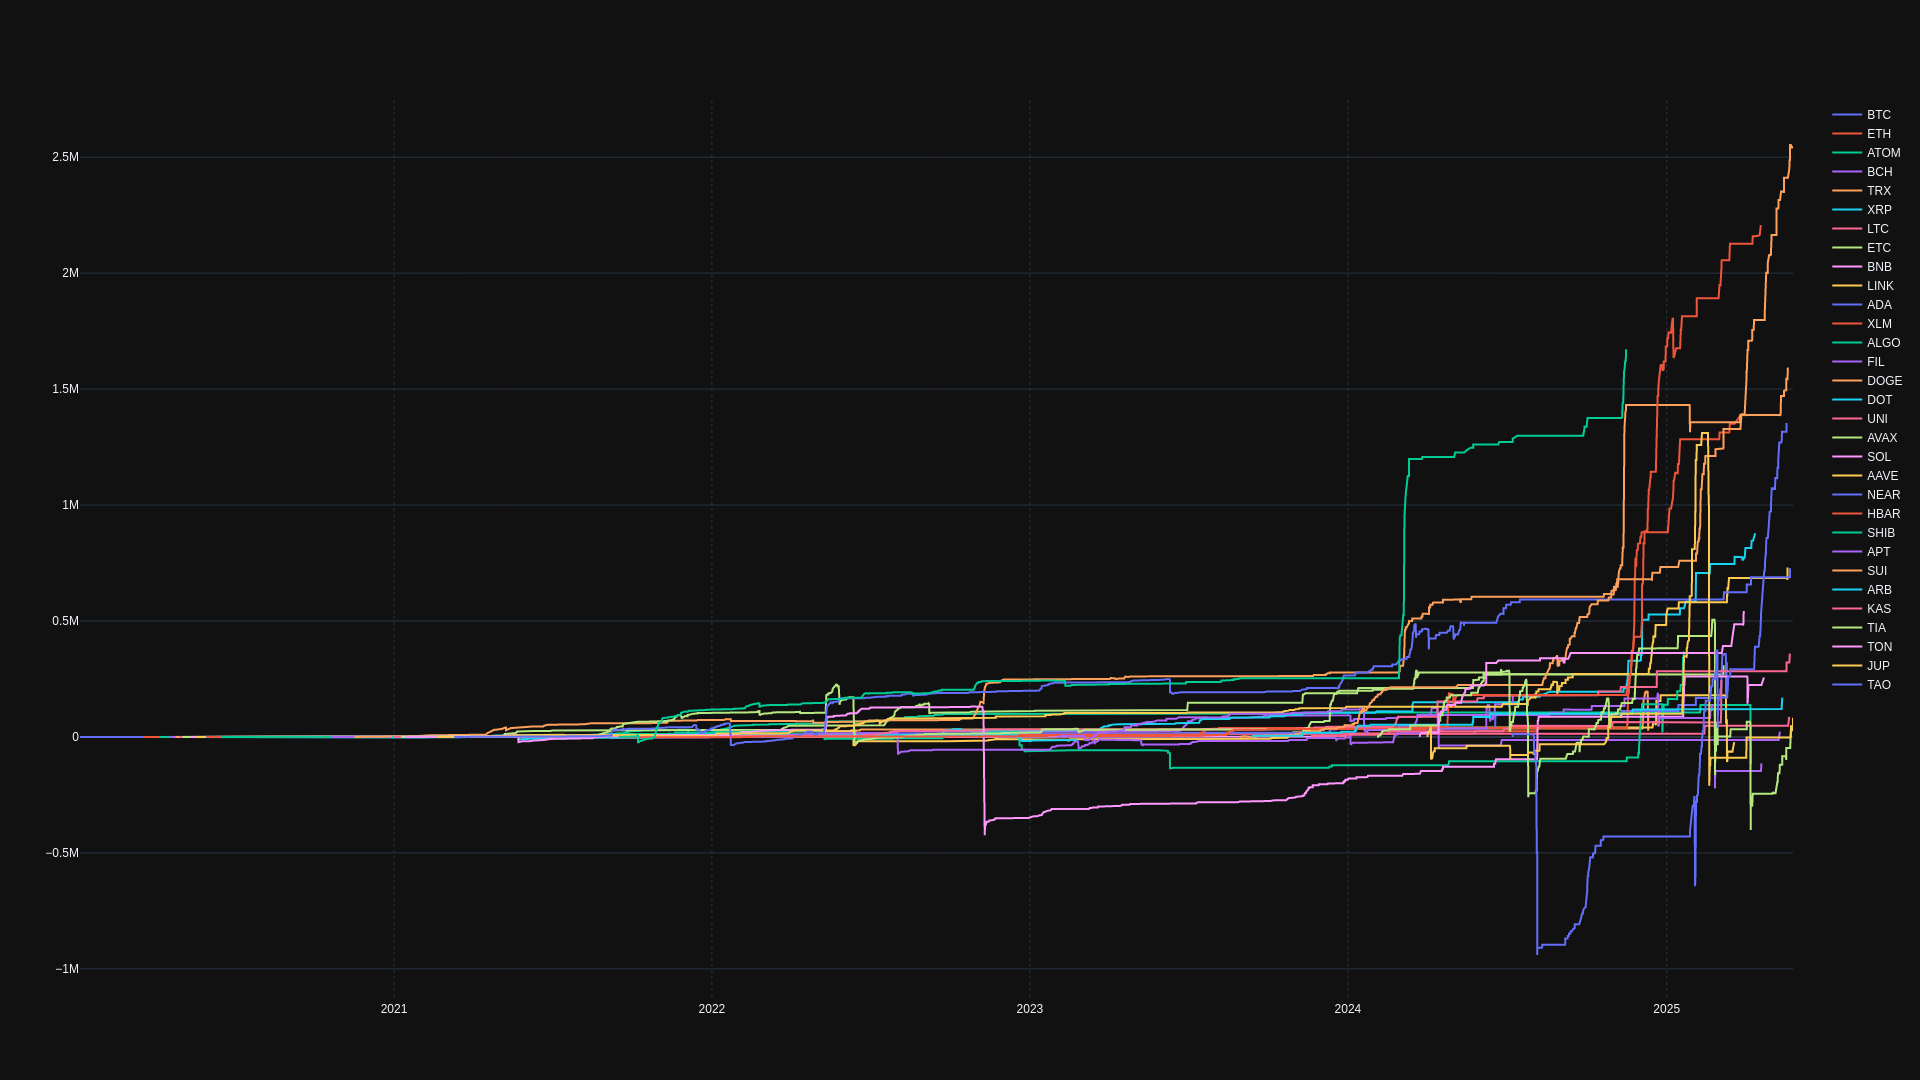 2.5M
2M
1.5M
1M
0.5M
0
−0.5M
−1M
2021
2022
2023
2024
2025
BTC
ETH
ATOM
BCH
TRX
XRP
LTC
ETC
BNB
LINK
ADA
XLM
ALGO
FIL
DOGE
DOT
UNI
AVAX
SOL
AAVE
NEAR
HBAR
SHIB
APT
SUI
ARB
KAS
TIA
TON
JUP
TAO